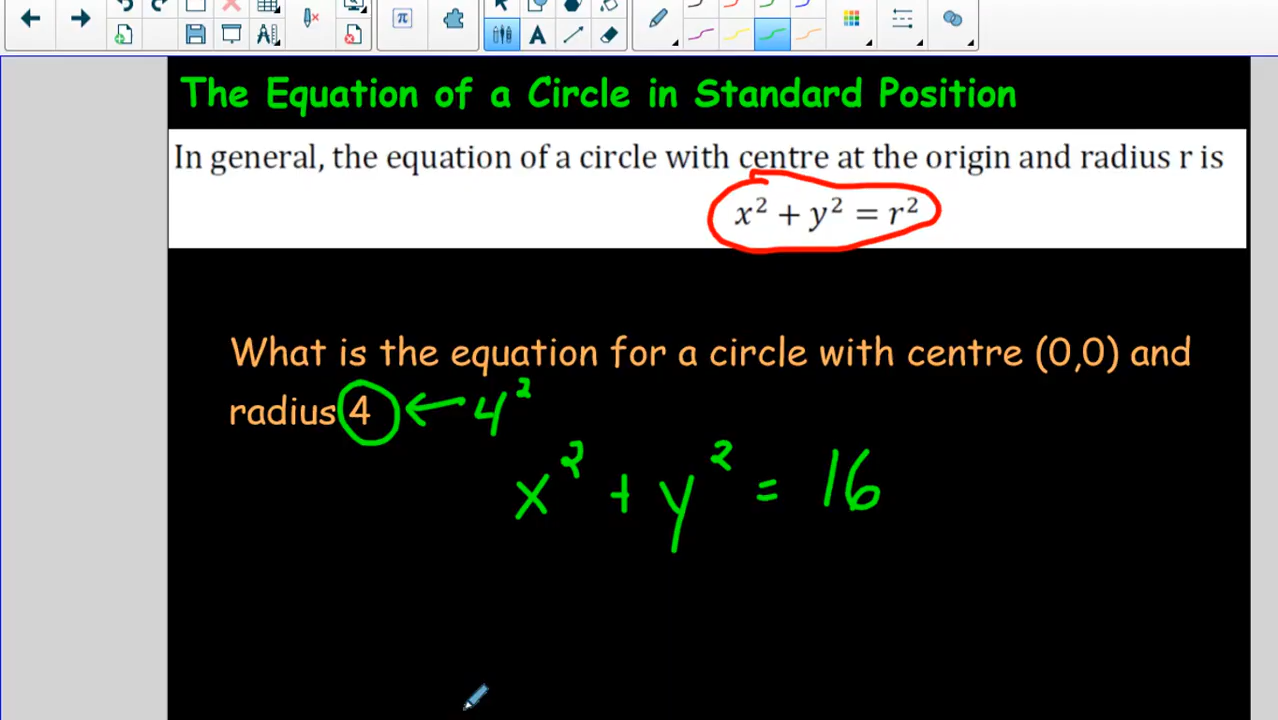 The Equation of a Circle in Standard Position
In general, the equation of a circle with centre at the origin and radius r is
x² + y² = r²
What is the equation for a circle with centre (0,0) and
radius 4 ← 4²
x² + y² = 16